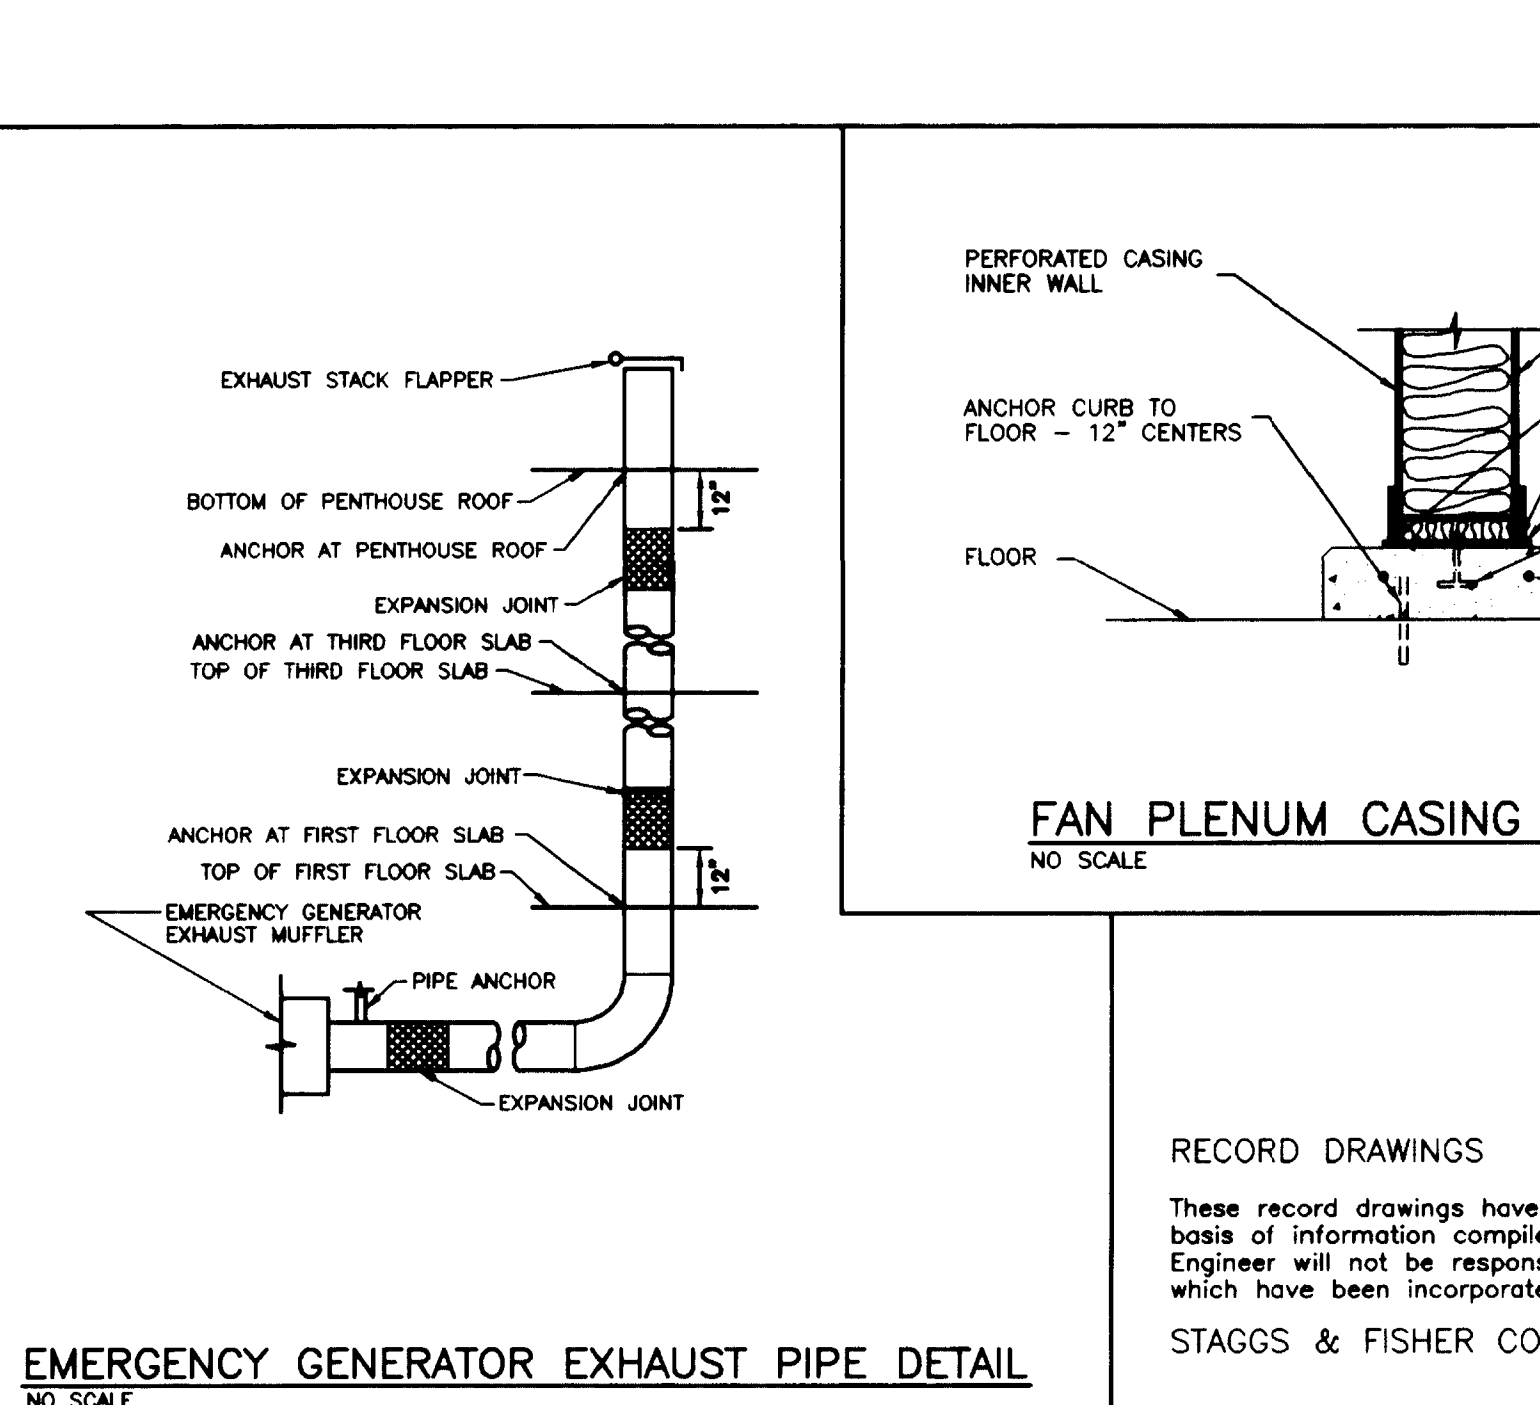 EXHAUST STACK FLAPPER
BOTTOM OF PENTHOUSE ROOF
12"
ANCHOR AT PENTHOUSE ROOF
EXPANSION JOINT
ANCHOR AT THIRD FLOOR SLAB
TOP OF THIRD FLOOR SLAB
EXPANSION JOINT
ANCHOR AT FIRST FLOOR SLAB
12"
TOP OF FIRST FLOOR SLAB
EMERGENCY GENERATOR
EXHAUST MUFFLER
PIPE ANCHOR
EXPANSION JOINT
EMERGENCY GENERATOR EXHAUST PIPE DETAIL
NO SCALE
PERFORATED CASING
INNER WALL
ANCHOR CURB TO
FLOOR - 12" CENTERS
FLOOR
FAN PLENUM CASING
NO SCALE
RECORD DRAWINGS
These record drawings have
basis of information
Engineer will not be
which have been
STAGGS & FISHER